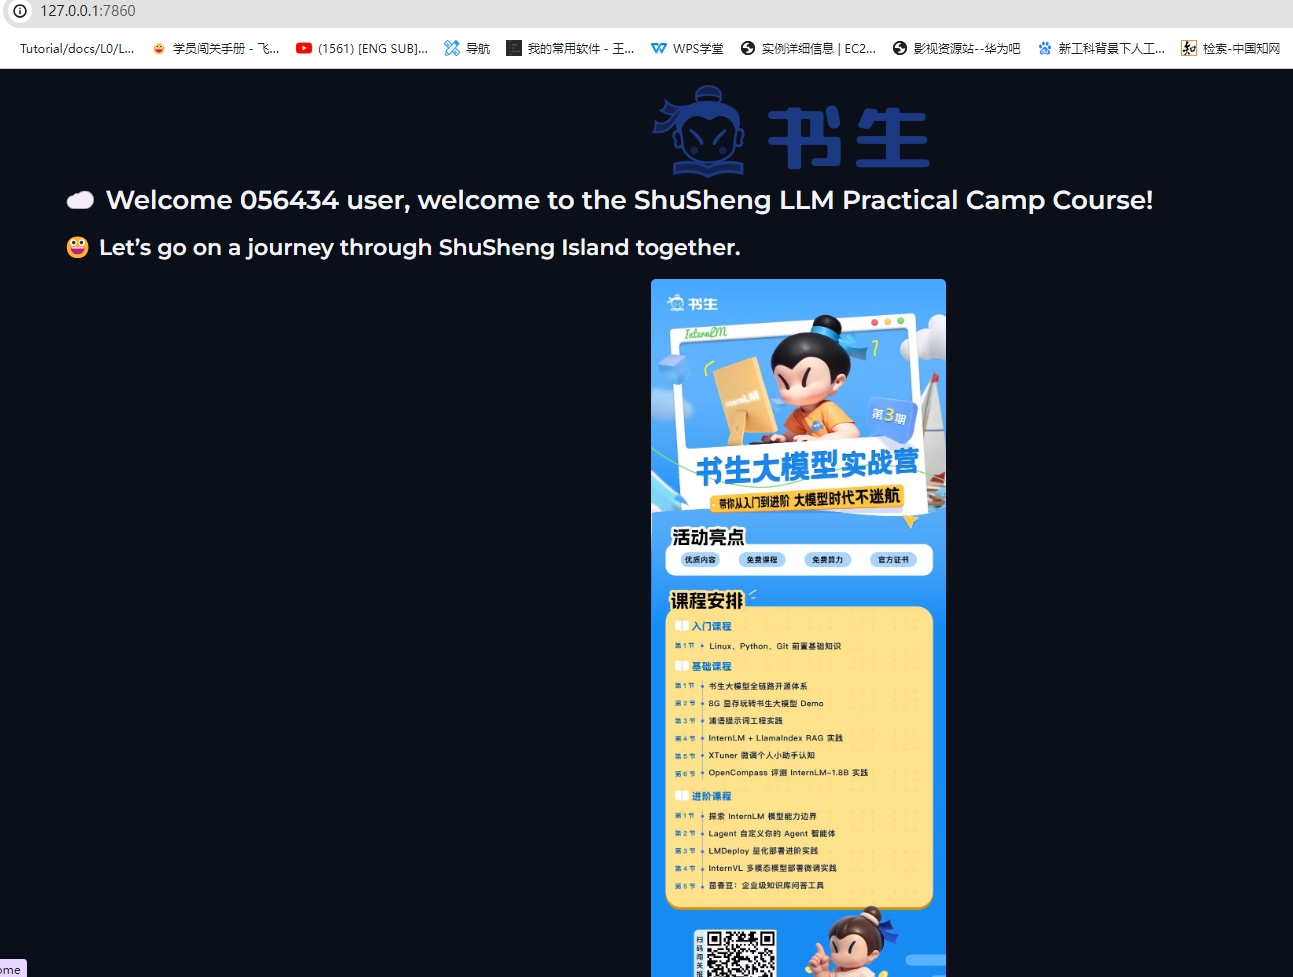 127.0.0.1:7860
Tutorial/docs/L0/L...
学员闯关手册 - 飞...
(1561) [ENG SUB]...
导航
我的常用软件 - 王...
WPS学堂
实例详细信息 | EC2...
影视资源站--华为吧
新工科背景下人工...
检索-中国知网
书生
Welcome 056434 user, welcome to the ShuSheng LLM Practical Camp Course!
Let’s go on a journey through ShuSheng Island together.
书生
InternLM
InternLM
第3期
书生大模型实战营
带你从入门到进阶 大模型时代不迷航
活动亮点
优质内容 免费课程 免费算力 官方证书
课程安排
入门课程
第1节 Linux、Python、Git 前置基础知识
基础课程
第1节 书生大模型全链路开源体系
第2节 8G 显存玩转书生大模型 Demo
第3节 浦语提示词工程实践
第4节 InternLM + LlamaIndex RAG 实践
第5节 XTuner 微调个人小助手认知
第6节 OpenCompass 评测 InternLM-1.8B 实践
进阶课程
第1节 探索 InternLM 模型能力边界
第2节 Lagent 自定义你的 Agent 智能体
第3节 LMDeploy 量化部署进阶实践
第4节 InternVL 多模态模型部署微调实践
第5节 茴香豆：企业级知识库问答工具
扫码闯关
ome